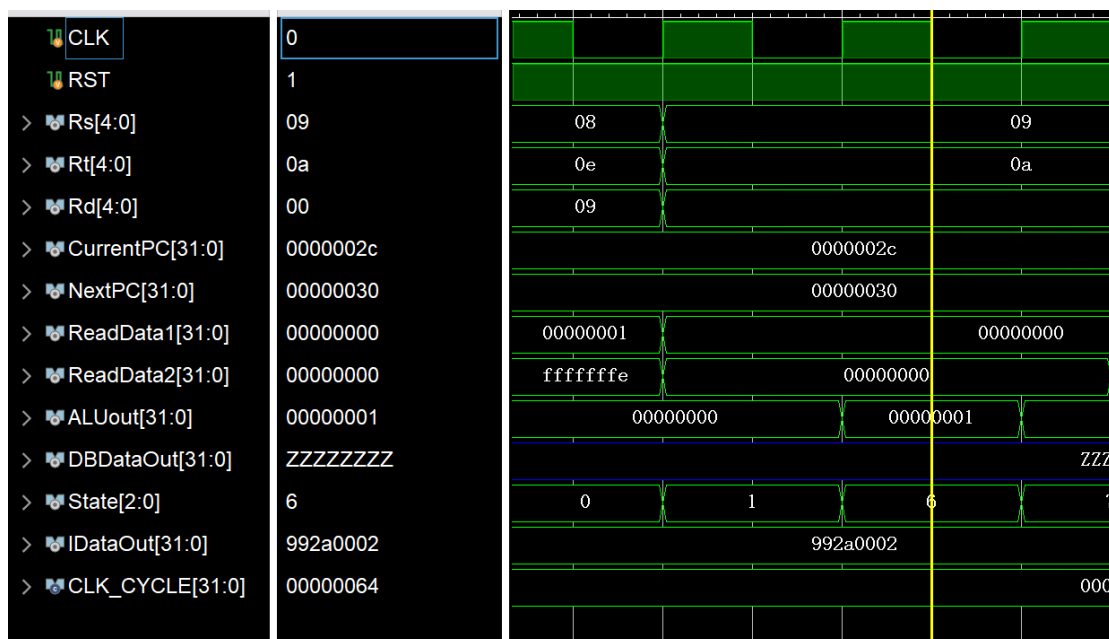 CLK 0
RST 1
Rs[4:0] 09 08 09
Rt[4:0] 0a 0e 0a
Rd[4:0] 00 09
CurrentPC[31:0] 0000002c 0000002c
NextPC[31:0] 00000030 00000030
ReadData1[31:0] 00000000 00000001 00000000
ReadData2[31:0] 00000000 fffffffe 00000000
ALUout[31:0] 00000001 00000000 00000001
DBDataOut[31:0] ZZZZZZZZ ZZZ
State[2:0] 6 0 1 6
IDataOut[31:0] 992a0002 992a0002
CLK_CYCLE[31:0] 00000064 000